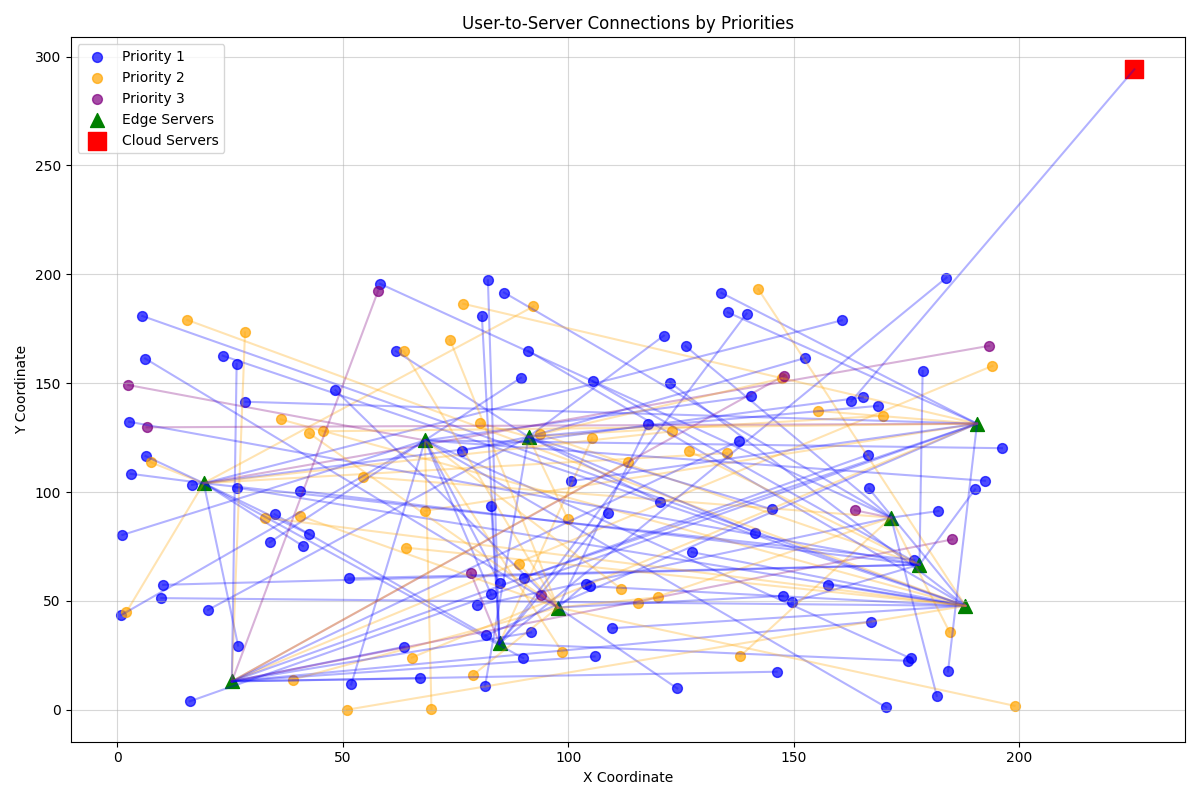 User-to-Server Connections by Priorities
Priority 1
Priority 2
Priority 3
Edge Servers
Cloud Servers
300
250
200
150
100
50
0
Y Coordinate
0
50
100
150
200
X Coordinate